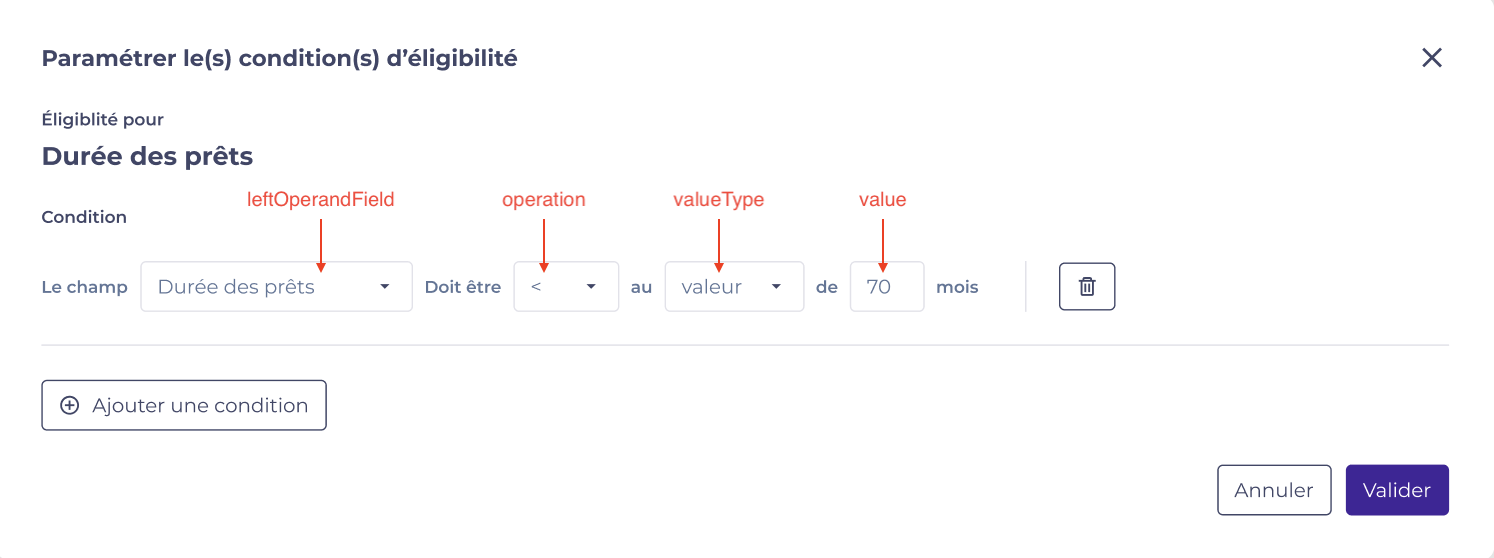 Paramétrer le(s) condition(s) d’éligibilité
Éligiblité pour
Durée des prêts
leftOperandField operation valueType value
Condition
Le champ Durée des prêts Doit être < au valeur de 70 mois
Ajouter une condition
Annuler Valider